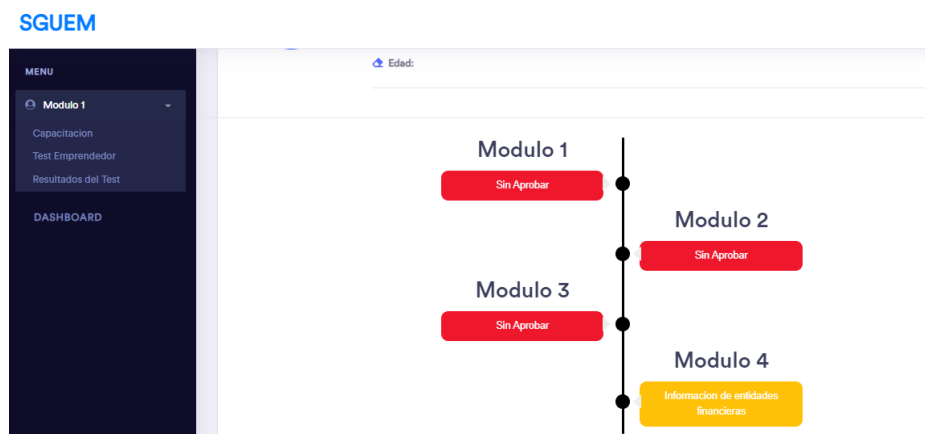 SGUEM
MENU
Modulo 1
Capacitacion
Test Emprendedor
Resultados del Test
DASHBOARD
Edad:
Modulo 1
Sin Aprobar
Modulo 2
Sin Aprobar
Modulo 3
Sin Aprobar
Modulo 4
Informacion de entidades
financieras